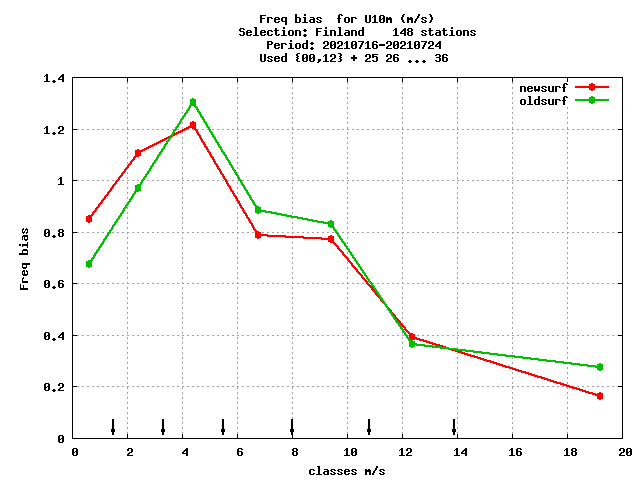 Freq bias  for U10m (m/s)
Selection: Finland    148 stations
Period: 20210716-20210724
Used {00,12} + 25 26 ... 36
newsurf
oldsurf
1.4
1.2
1
0.8
0.6
0.4
0.2
0
Freq bias
0 2 4 6 8 10 12 14 16 18 20
classes m/s